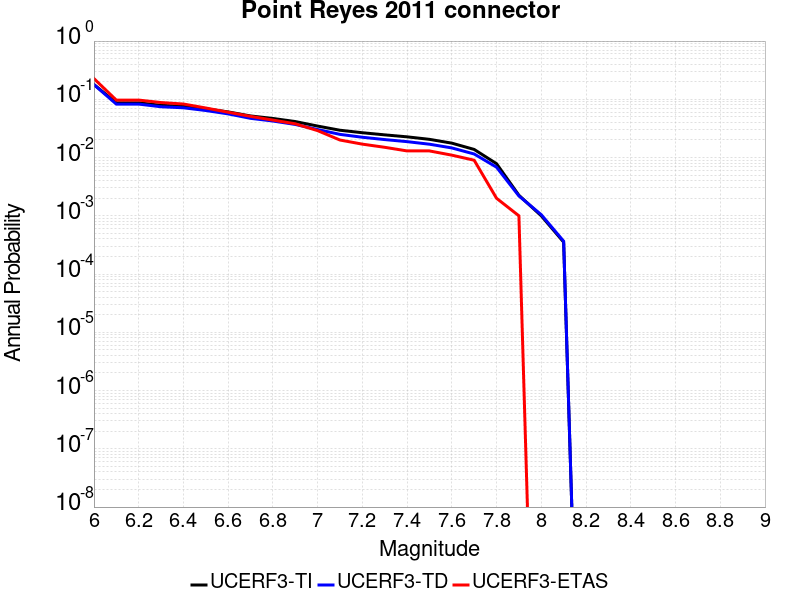 Point Reyes 2011 connector
10^0
10^-1
10^-2
10^-3
10^-4
10^-5
10^-6
10^-7
10^-8
Annual Probability
6 6.2 6.4 6.6 6.8 7 7.2 7.4 7.6 7.8 8 8.2 8.4 8.6 8.8 9
Magnitude
UCERF3-TI UCERF3-TD UCERF3-ETAS